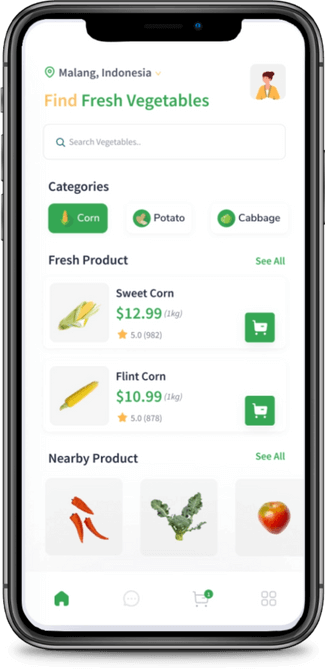 Malang, Indonesia
Find Fresh Vegetables
Search Vegetables..
Categories
Corn
Potato
Cabbage
Fresh Product
See All
Sweet Corn
$12.99 (1kg)
5.0 (982)
Flint Corn
$10.99 (1kg)
5.0 (878)
Nearby Product
See All
1